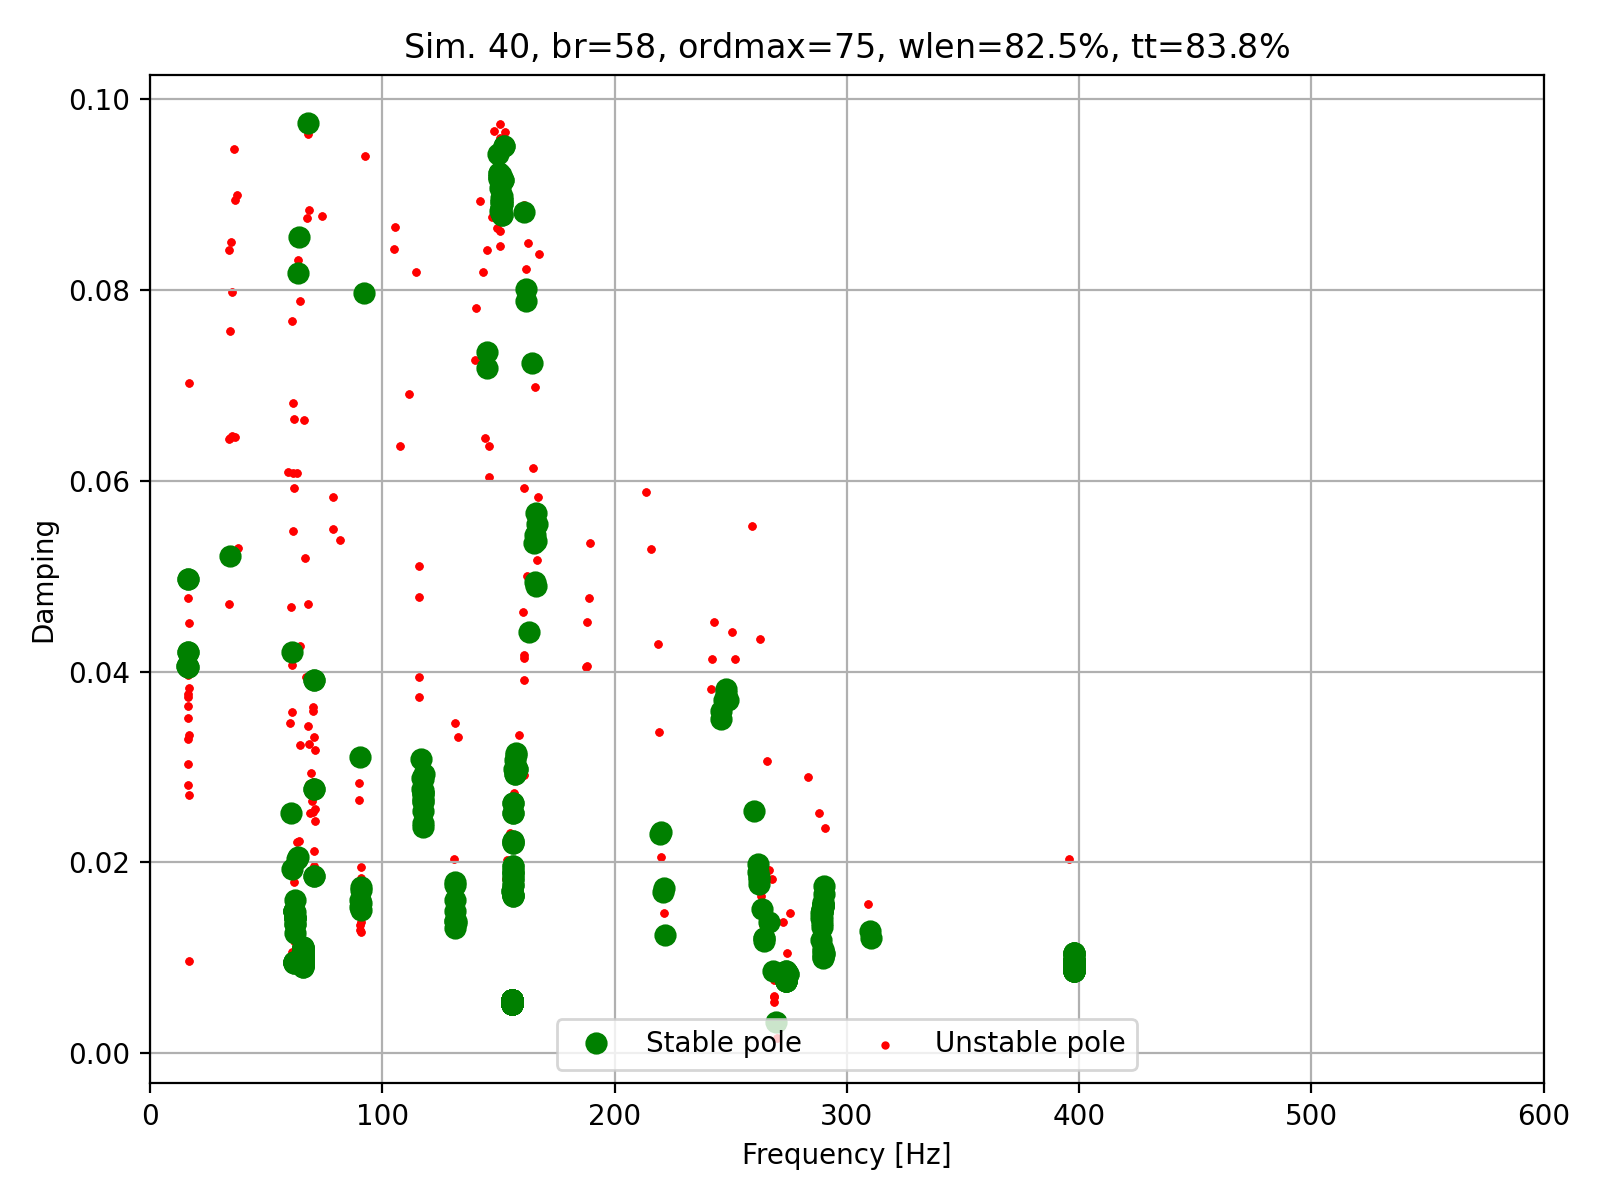 Sim. 40, br=58, ordmax=75, wlen=82.5%, tt=83.8%
0.10
0.08
0.06
0.04
0.02
0.00
Damping
Stable pole
Unstable pole
0
100
200
300
400
500
600
Frequency [Hz]